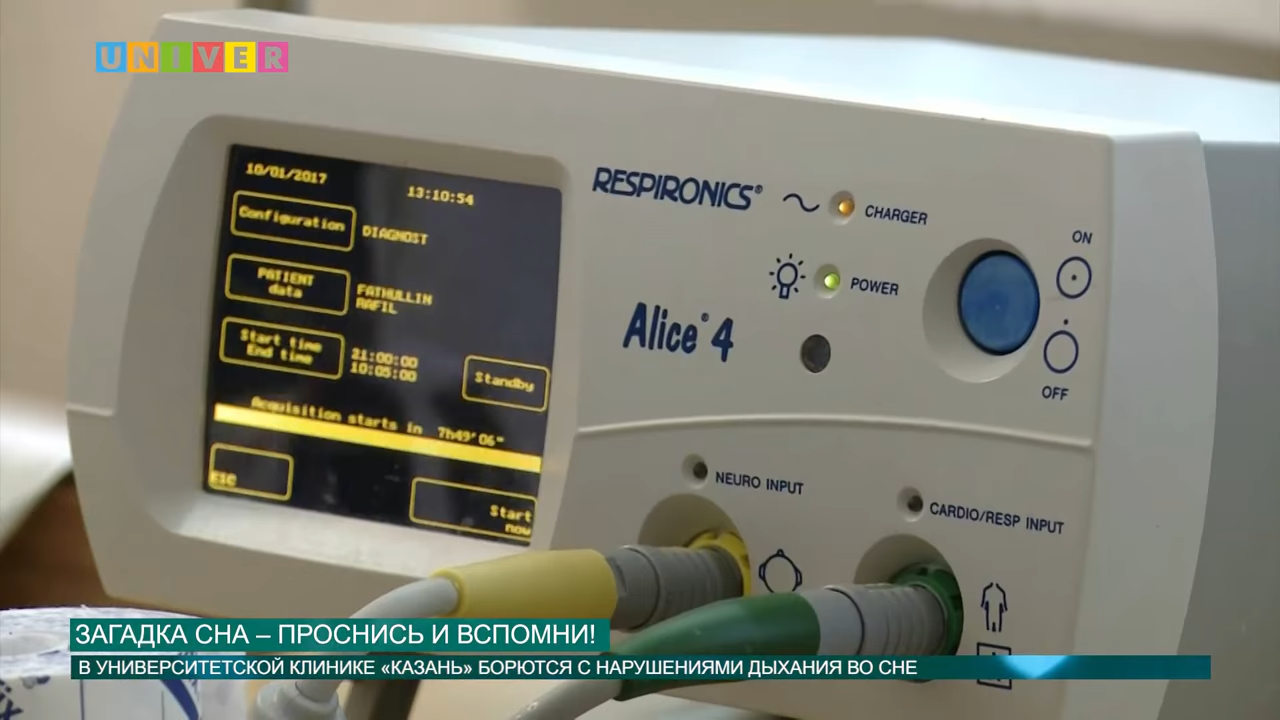 UNIVER
10/01/2017
13:10:54
Configuration
DIAGNOST
PATIENT
data
FATHULLIN
RAFIL
Start time
End time
21:00:00
10:05:00
Standby
Acquisition starts in 7h49'06"
ESC
Start
now
RESPIRONICS®
CHARGER
POWER
ON
OFF
Alice® 4
NEURO INPUT
CARDIO/RESP INPUT
ЗАГАДКА СНА – ПРОСНИСЬ И ВСПОМНИ!
В УНИВЕРСИТЕТСКОЙ КЛИНИКЕ «КАЗАНЬ» БОРЮТСЯ С НАРУШЕНИЯМИ ДЫХАНИЯ ВО СНЕ